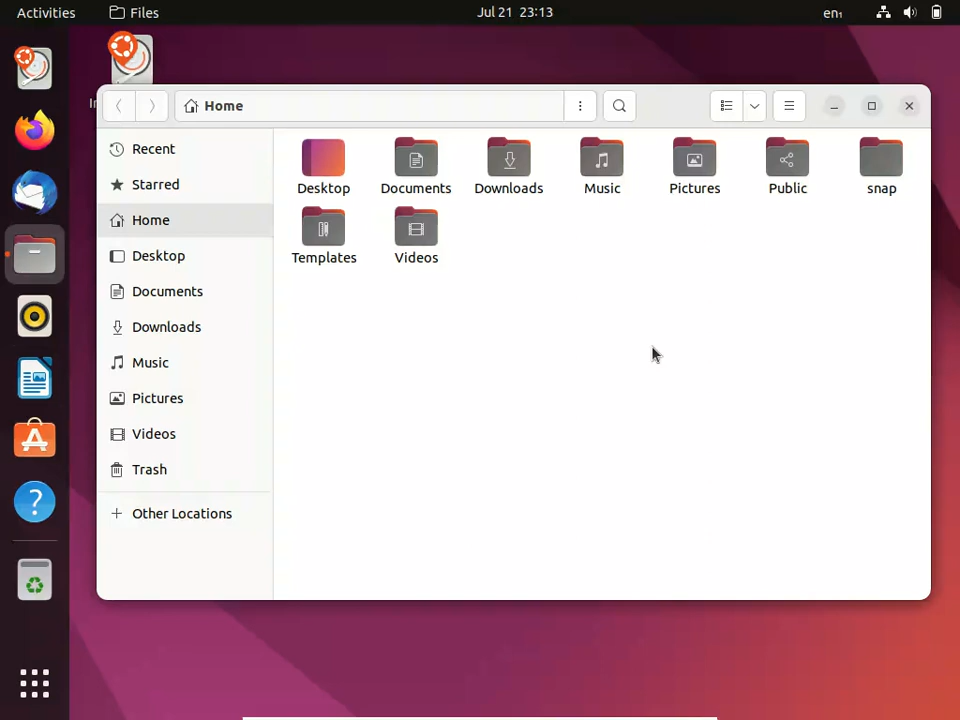 Activities Files Jul 21 23:13 en₁
Home
Recent
Starred
Home
Desktop
Documents
Downloads
Music
Pictures
Videos
Trash
Other Locations
Desktop Documents Downloads Music Pictures Public snap
Templates Videos